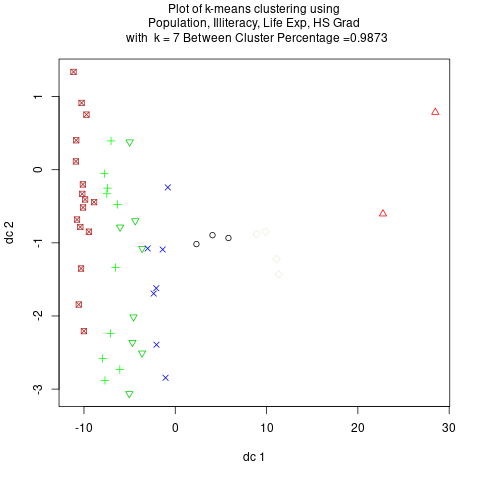 Plot of k-means clustering using
Population, Illiteracy, Life Exp, HS Grad
with  k = 7 Between Cluster Percentage =0.9873
dc 2
1
0
-1
-2
-3
-10 0 10 20 30
dc 1